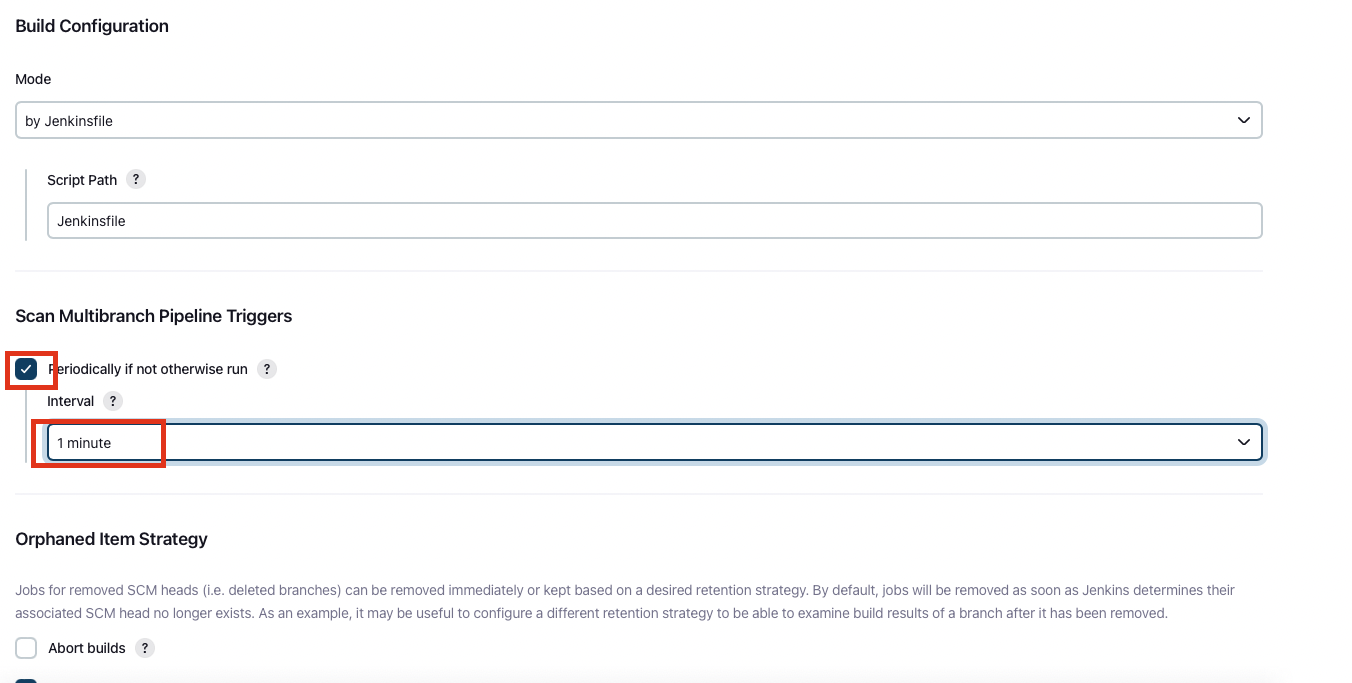 Build Configuration
Mode
by Jenkinsfile
Script Path ?
Jenkinsfile
Scan Multibranch Pipeline Triggers
Periodically if not otherwise run ?
Interval ?
1 minute
Orphaned Item Strategy
Jobs for removed SCM heads (i.e. deleted branches) can be removed immediately or kept based on a desired retention strategy. By default, jobs will be removed as soon as Jenkins determines their
associated SCM head no longer exists. As an example, it may be useful to configure a different retention strategy to be able to examine build results of a branch after it has been removed.
Abort builds ?